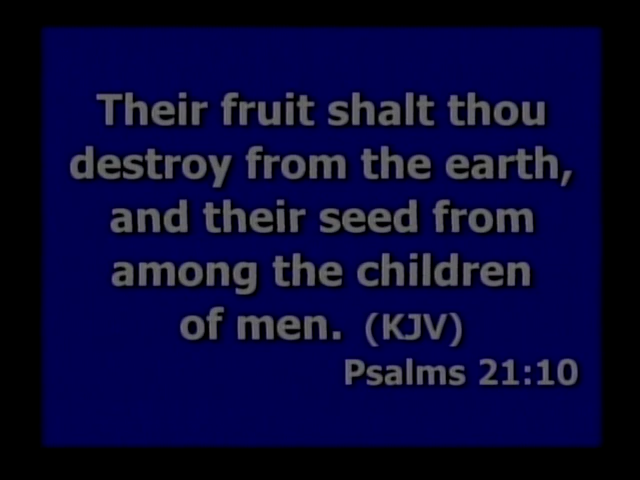 Their fruit shalt thou
destroy from the earth,
and their seed from
among the children
of men. (KJV)
Psalms 21:10